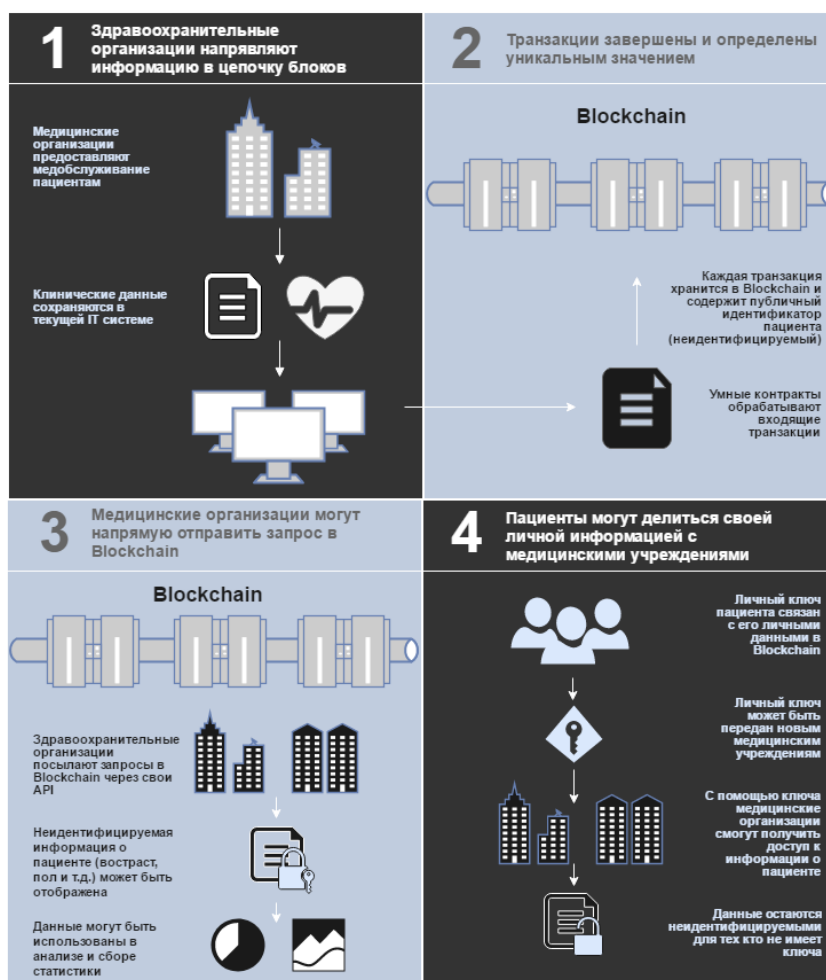 1
Здравоохранительные
организации напрявляют
информацию в цепочку блоков
Медицинские
организации
предоставляют
медобслуживание
пациентам
Клинические данные
сохраняются в
текущей IT системе
2
Транзакции завершены и определены
уникальным значением
Blockchain
Каждая транзакция
хранится в Blockchain и
содержит публичный
идентификатор
пациента
(неидентифицируемый)
Умные контракты
обрабатывают
входящие
транзакции
3
Медицинские организации могут
напрямую отправить запрос в
Blockchain
Blockchain
Здравоохранительные
организации
посылают запросы в
Blockchain через свои
API
Неидентифицируемая
информация о
пациенте (востраст,
пол и т.д.) может быть
отображена
Данные могут быть
использованы в
анализе и сборе
статистики
4
Пациенты могут делиться своей
личной информацией с
медицинскими учреждениями
Личный ключ
пациента связан
с его личными
данными в
Blockchain
Личный ключ
может быть
передан новым
медицинским
учреждениям
С помощью ключа
медицинские
организации
смогут получить
доступ к
информации о
пациенте
Данные остаются
неидентифицируемыми
для тех кто не имеет
ключа